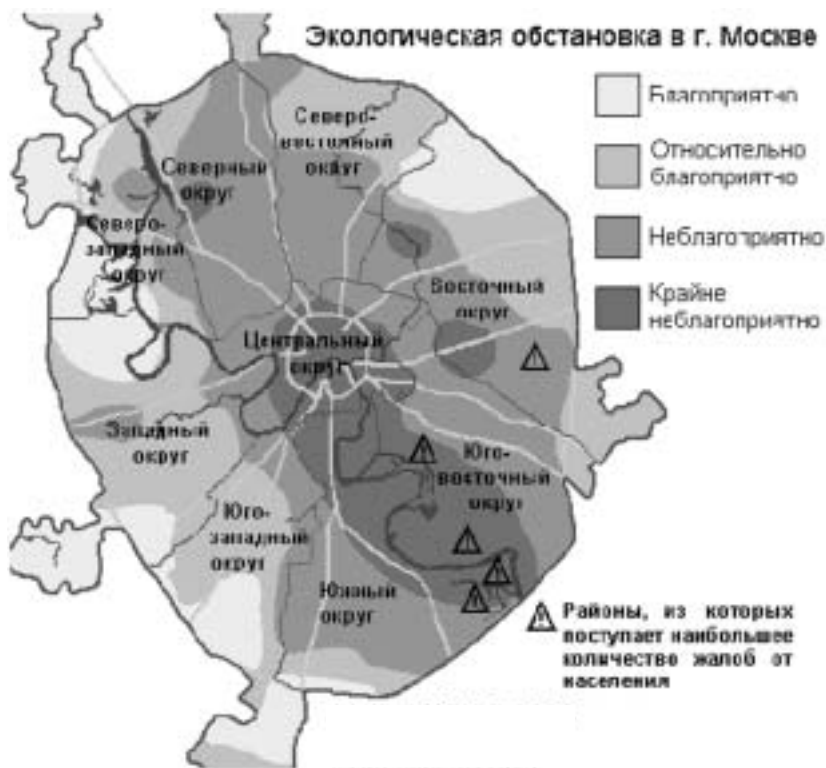 Экологическая обстановка в г. Москве
Благоприятно
Относительно
благоприятно
Неблагоприятно
Крайне
неблагоприятно
Северо-
восточный
округ
Северный
округ
Северо-
западный
округ
Восточный
округ
Центральный
округ
Западный
округ
Юго-
восточный
округ
Юго-
западный
округ
Южный
округ
Районы, из которых
поступает наибольшее
количество жалоб от
населения